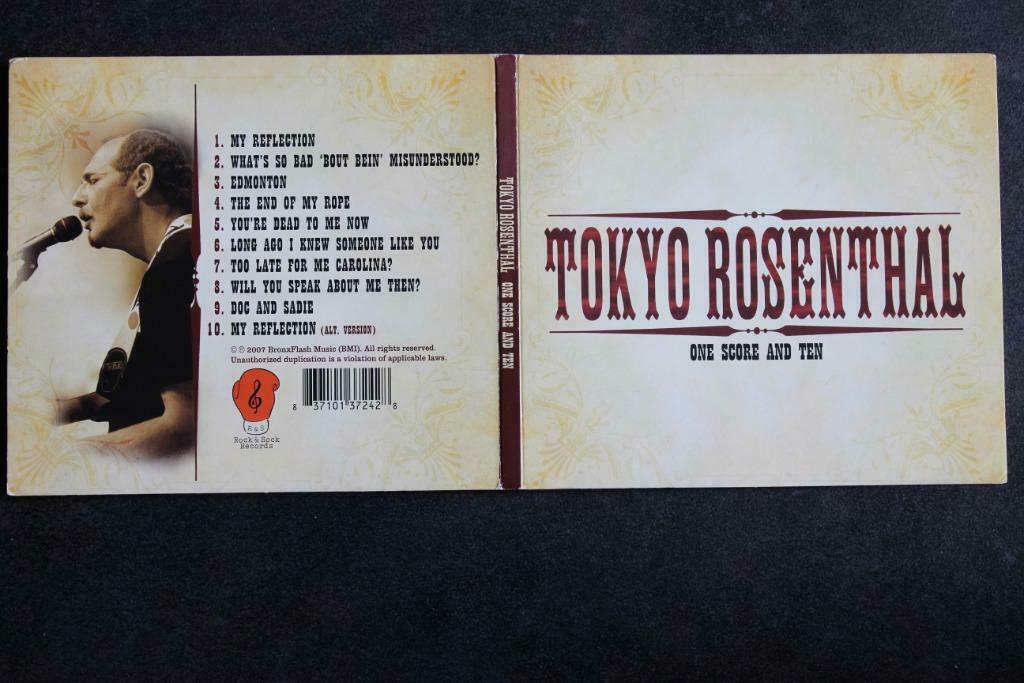 1. MY REFLECTION
2. WHAT'S SO BAD 'BOUT BEIN' MISUNDERSTOOD?
3. EDMONTON
4. THE END OF MY ROPE
5. YOU'RE DEAD TO ME NOW
6. LONG AGO I KNEW SOMEONE LIKE YOU
7. TOO LATE FOR ME CAROLINA?
8. WILL YOU SPEAK ABOUT ME THEN?
9. DOC AND SADIE
10. MY REFLECTION (ALT. VERSION)
© ℗ 2007 BronxFlash Music (BMI). All rights reserved.
Unauthorized duplication is a violation of applicable laws.
R&S
Rock & Sock
Records
8 37101 37242 8
TOKYO ROSENTHAL ONE SCORE AND TEN
TOKYO ROSENTHAL
ONE SCORE AND TEN